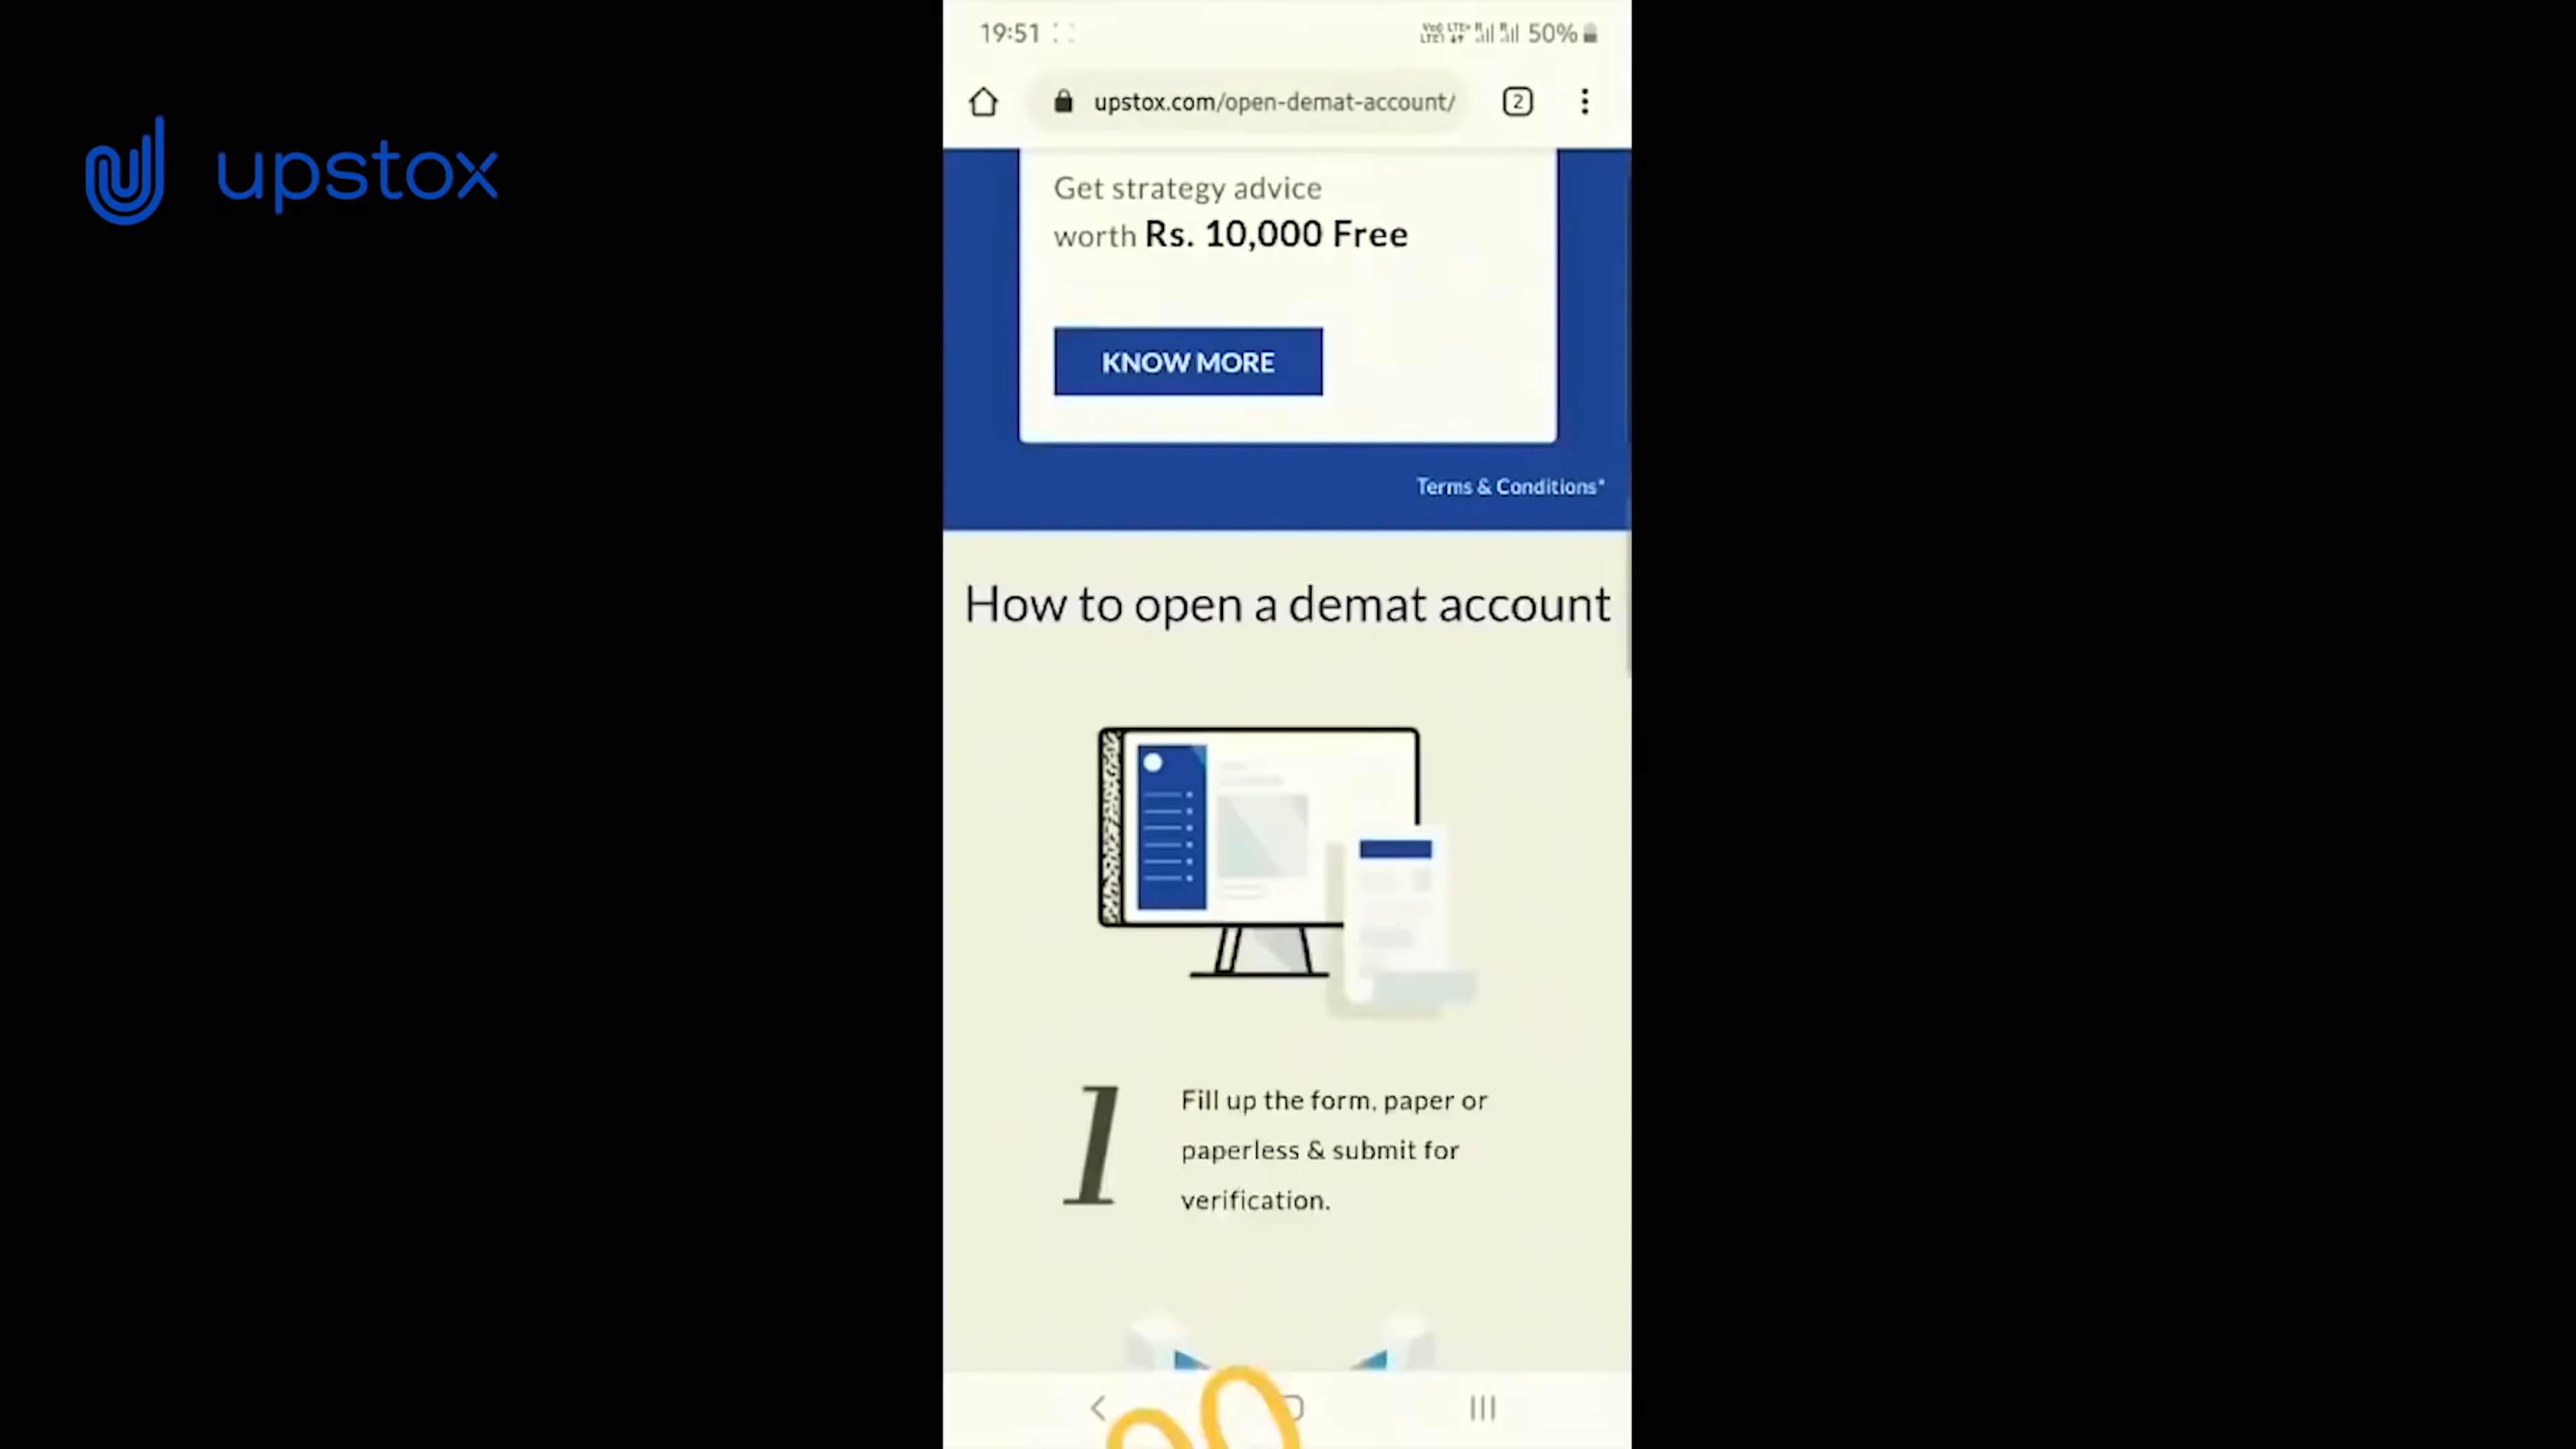 upstox
19:51
50%
upstox.com/open-demat-account/
2
Get strategy advice
worth Rs. 10,000 Free
KNOW MORE
Terms & Conditions*
How to open a demat account
1
Fill up the form, paper or
paperless & submit for
verification.